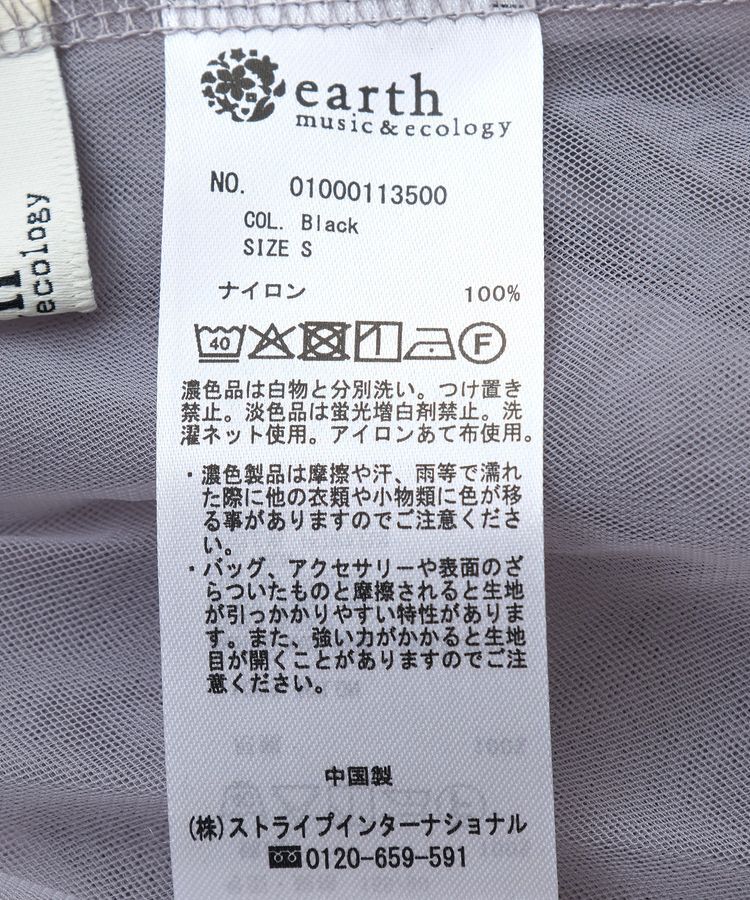 earth
music&ecology
ecology
NO. 01000113500
COL. Black
SIZE S
ナイロン 100%
40
F
濃色品は白物と分別洗い。つけ置き
禁止。淡色品は蛍光増白剤禁止。洗
濯ネット使用。アイロンあて布使用。
・濃色製品は摩擦や汗、雨等で濡れ
た際に他の衣類や小物類に色が移
る事がありますのでご注意くださ
い。
・バッグ、アクセサリーや表面のざ
らついたものと摩擦されると生地
が引っかかりやすい特性がありま
す。また、強い力がかかると生地
目が開くことがありますのでご注
意ください。
中国製
(株)ストライプインターナショナル
0120-659-591